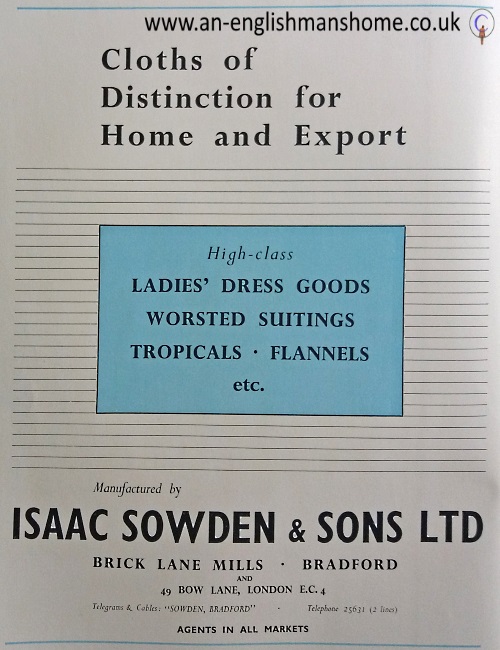 www.an-englishmanshome.co.uk
Cloths of
Distinction for
Home and Export
High-class
LADIES' DRESS GOODS
WORSTED SUITINGS
TROPICALS · FLANNELS
etc.
Manufactured by
ISAAC SOWDEN & SONS LTD
BRICK LANE MILLS · BRADFORD
AND
49 BOW LANE, LONDON E.C.4
Telegrams & Cables: "SOWDEN, BRADFORD" · Telephone 25631 (2 lines)
AGENTS IN ALL MARKETS